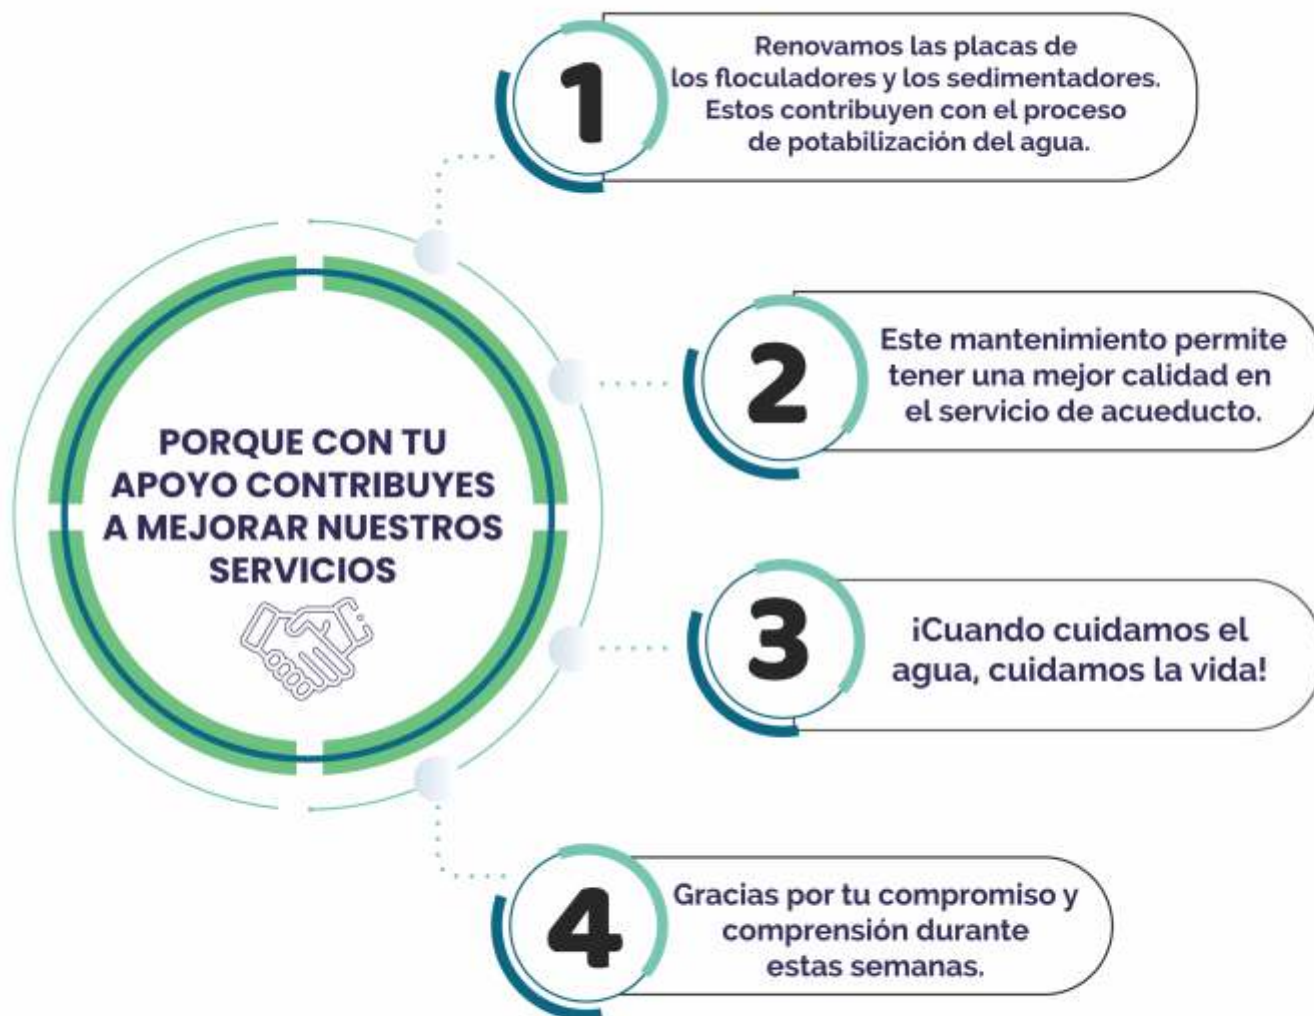 1
Renovamos las placas de
los floculadores y los sedimentadores.
Estos contribuyen con el proceso
de potabilización del agua.
2
Este mantenimiento permite
tener una mejor calidad en
el servicio de acueducto.
PORQUE CON TU
APOYO CONTRIBUYES
A MEJORAR NUESTROS
SERVICIOS
3
¡Cuando cuidamos el
agua, cuidamos la vida!
4
Gracias por tu compromiso y
comprensión durante
estas semanas.